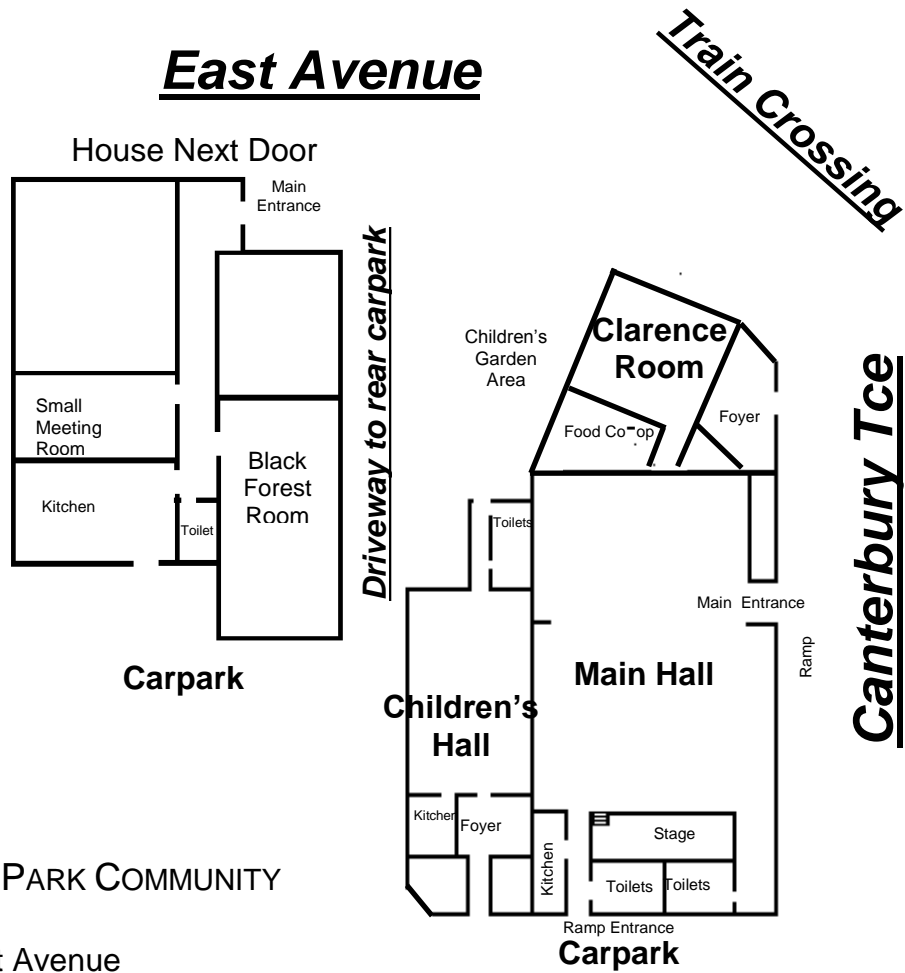 East Avenue
Train Crossing
House Next Door
Main
Entrance
Driveway to rear carpark
Children's
Garden
Area
Clarence
Room
Canterbury Tce
Small
Meeting
Room
Food Co-op
Foyer
Black
Forest
Room
Kitchen
Toilet
Toilets
Main Entrance
Ramp
Carpark
Main Hall
Children's
Hall
Kitchen
Foyer
Stage
Kitchen
Toilets
Toilets
PARK COMMUNITY
Ramp Entrance
Carpark
Avenue